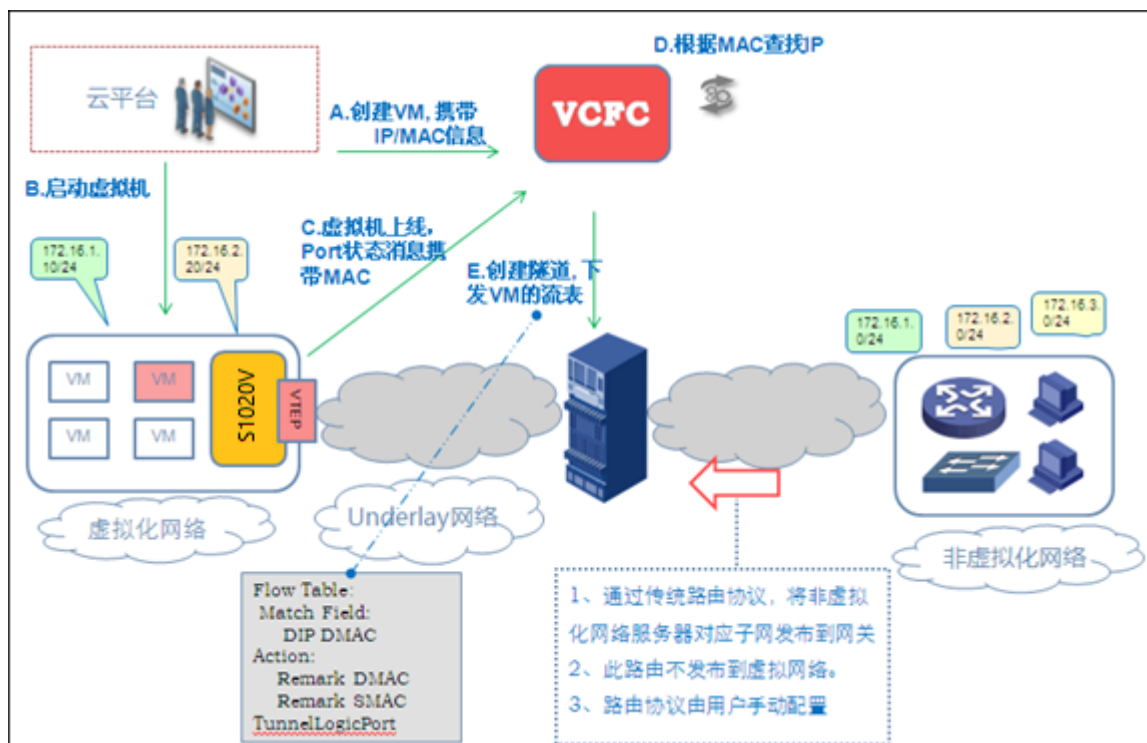 云平台
A.创建VM, 携带
IP/MAC信息
VCFC
D.根据MAC查找IP
B.启动虚拟机
C.虚拟机上线，
Port状态消息携
带MAC
E.创建隧道, 下
发VM的流表
172.16.1.
10/24
172.16.2.
20/24
172.16.1.
0/24
172.16.2.
0/24
172.16.3.
0/24
VM
VM
VM
VM
S1020V
VTEP
虚拟化网络
Underlay网络
非虚拟化网络
Flow Table:
Match Field:
DIP DMAC
Action:
Remark DMAC
Remark SMAC
TunnelLogicPort
1、通过传统路由协议，将非虚拟
化网络服务器对应子网发布到网关
2、此路由不发布到虚拟网络。
3、路由协议由用户手动配置